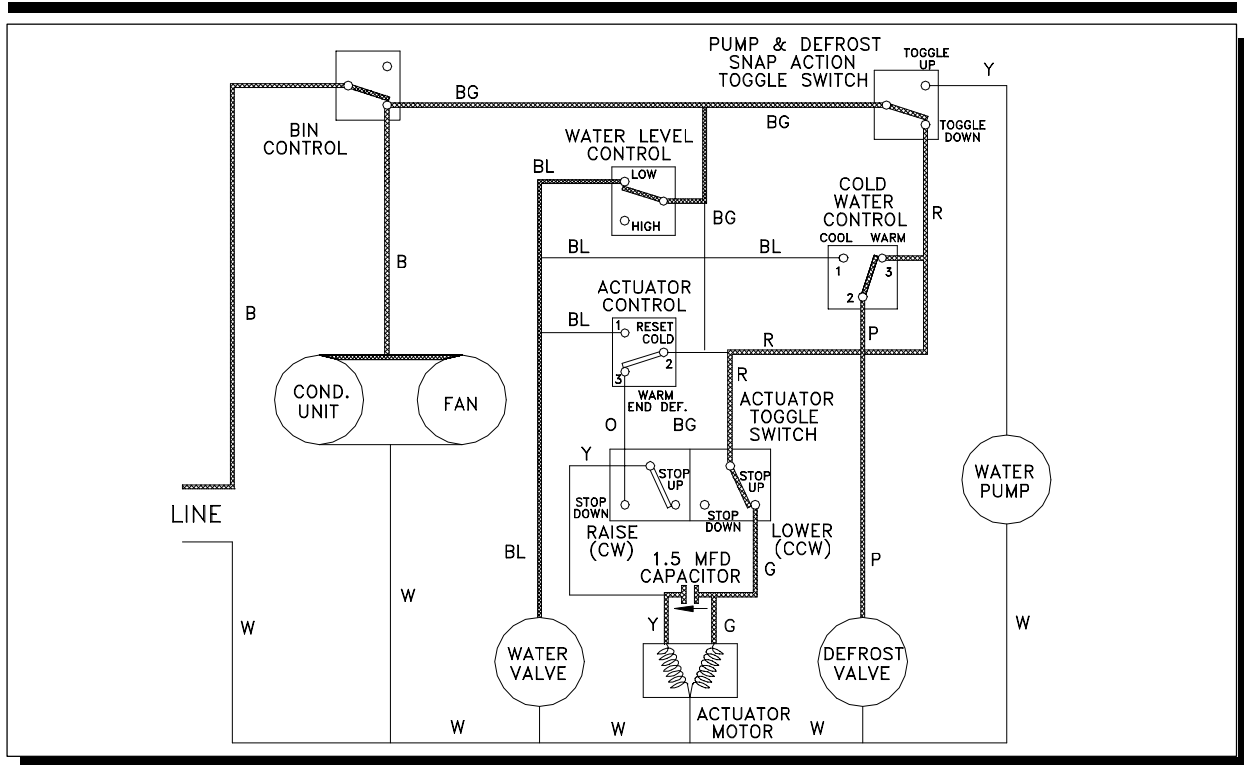 PUMP & DEFROST
SNAP ACTION
TOGGLE SWITCH
TOGGLE
UP
Y
BG
BG
TOGGLE
DOWN
BIN
CONTROL
WATER LEVEL
CONTROL
BL
LOW
HIGH
BG
COLD
WATER
CONTROL
R
COOL
WARM
BL
BL
1
3
2
B
B
ACTUATOR
CONTROL
BL
1
RESET
COLD
2
3
WARM
END DEF.
P
R
R
COND.
UNIT
FAN
ACTUATOR
TOGGLE
SWITCH
O
BG
Y
STOP
UP
STOP
UP
STOP
DOWN
STOP
DOWN
RAISE
(CW)
LOWER
(CCW)
WATER
PUMP
LINE
BL
1.5 MFD
CAPACITOR
G
P
W
W
Y
G
W
WATER
VALVE
DEFROST
VALVE
ACTUATOR
MOTOR
W
W
W